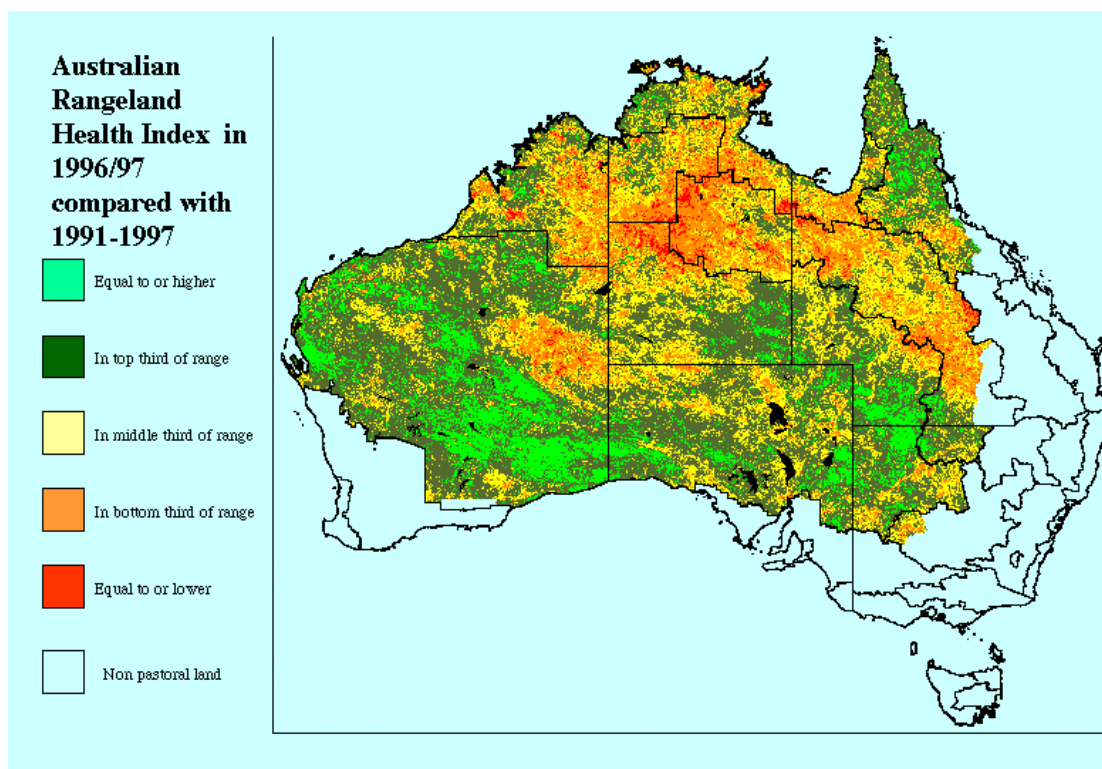 Australian
Rangeland
Health Index in
1996/97
compared with
1991-1997
Equal to or higher
In top third of range
In middle third of range
In bottom third of range
Equal to or lower
Non pastoral land